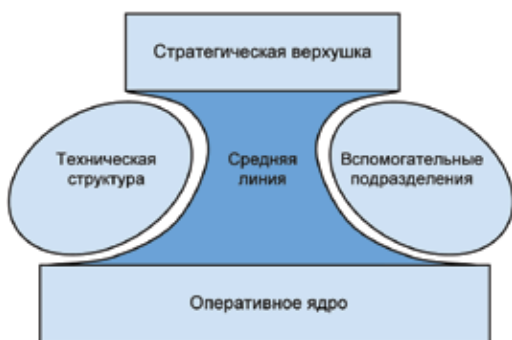 Стратегическая верхушка
Техническая
структура
Средняя
линия
Вспомогательные
подразделения
Оперативное ядро